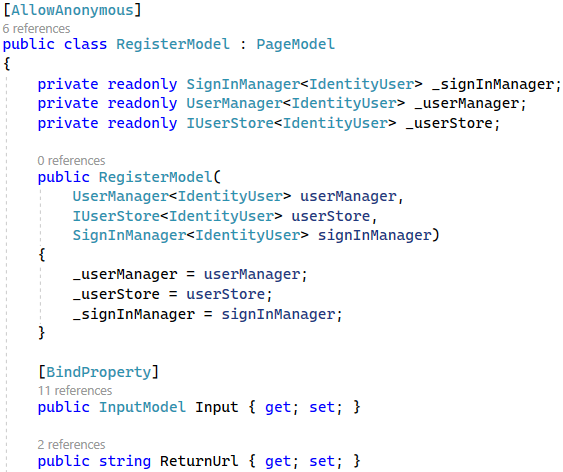 [AllowAnonymous]
6 references
public class RegisterModel : PageModel
{
    private readonly SignInManager<IdentityUser> _signInManager;
    private readonly UserManager<IdentityUser> _userManager;
    private readonly IUserStore<IdentityUser> _userStore;
    0 references
    public RegisterModel(
        UserManager<IdentityUser> userManager,
        IUserStore<IdentityUser> userStore,
        SignInManager<IdentityUser> signInManager)
    {
        _userManager = userManager;
        _userStore = userStore;
        _signInManager = signInManager;
    }
    [BindProperty]
    11 references
    public InputModel Input { get; set; }
    2 references
    public string ReturnUrl { get; set; }